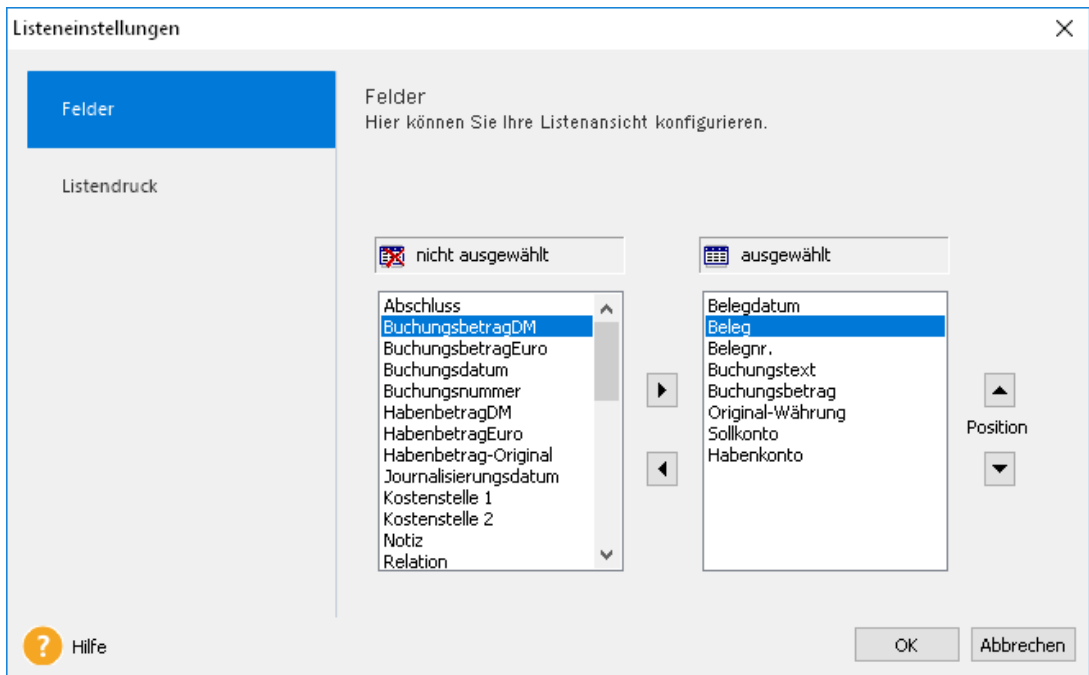 Listeneinstellungen
Felder
Listendruck
Felder
Hier können Sie Ihre Listenansicht konfigurieren.
nicht ausgewählt
Abschluss
BuchungsbetragDM
BuchungsbetragEuro
Buchungsdatum
Buchungsnummer
HabenbetragDM
HabenbetragEuro
Habenbetrag-Original
Journalisierungsdatum
Kostenstelle 1
Kostenstelle 2
Notiz
Relation
ausgewählt
Belegdatum
Beleg
Belegnr.
Buchungstext
Buchungsbetrag
Original-Währung
Sollkonto
Habenkonto
Position
? Hilfe
OK
Abbrechen